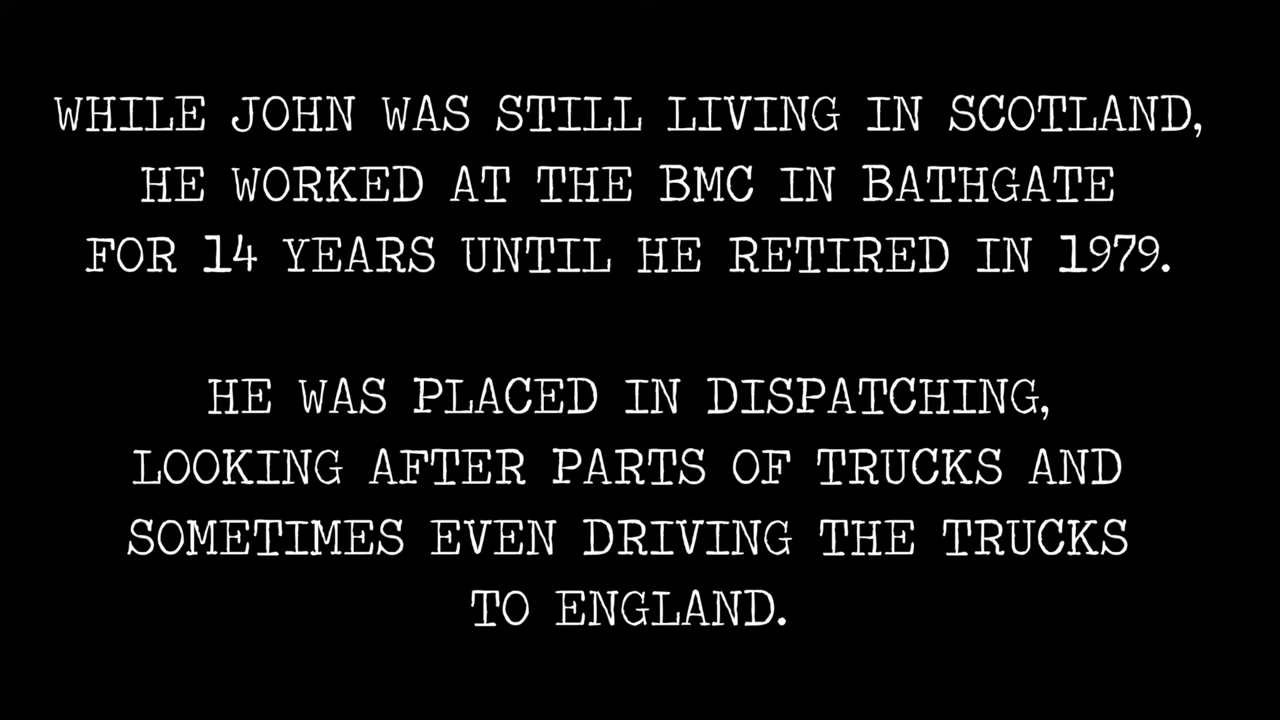 WHILE JOHN WAS STILL LIVING IN SCOTLAND,
HE WORKED AT THE BMC IN BATHGATE
FOR 14 YEARS UNTIL HE RETIRED IN 1979.
HE WAS PLACED IN DISPATCHING,
LOOKING AFTER PARTS OF TRUCKS AND
SOMETIMES EVEN DRIVING THE TRUCKS
TO ENGLAND.